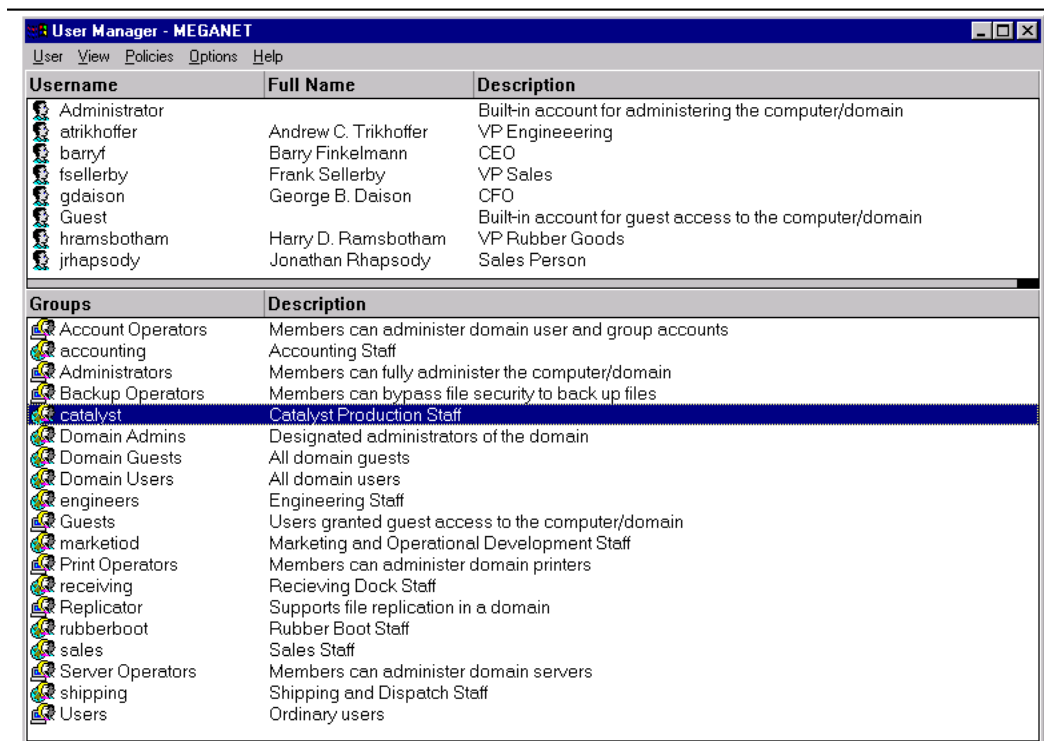 User Manager - MEGANET
User View Policies Options Help
Username Full Name Description
Administrator Built-in account for administering the computer/domain
atrikhoffer Andrew C. Trikhoffer VP Engineeering
barryf Barry Finkelmann CEO
fsellerby Frank Sellerby VP Sales
gdaison George B. Daison CFO
Guest Built-in account for guest access to the computer/domain
hramsbotham Harry D. Ramsbotham VP Rubber Goods
jrhapsody Jonathan Rhapsody Sales Person
Groups Description
Account Operators Members can administer domain user and group accounts
accounting Accounting Staff
Administrators Members can fully administer the computer/domain
Backup Operators Members can bypass file security to back up files
catalyst Catalyst Production Staff
Domain Admins Designated administrators of the domain
Domain Guests All domain guests
Domain Users All domain users
engineers Engineering Staff
Guests Users granted guest access to the computer/domain
marketiod Marketing and Operational Development Staff
Print Operators Members can administer domain printers
receiving Recieving Dock Staff
Replicator Supports file replication in a domain
rubberboot Rubber Boot Staff
sales Sales Staff
Server Operators Members can administer domain servers
shipping Shipping and Dispatch Staff
Users Ordinary users